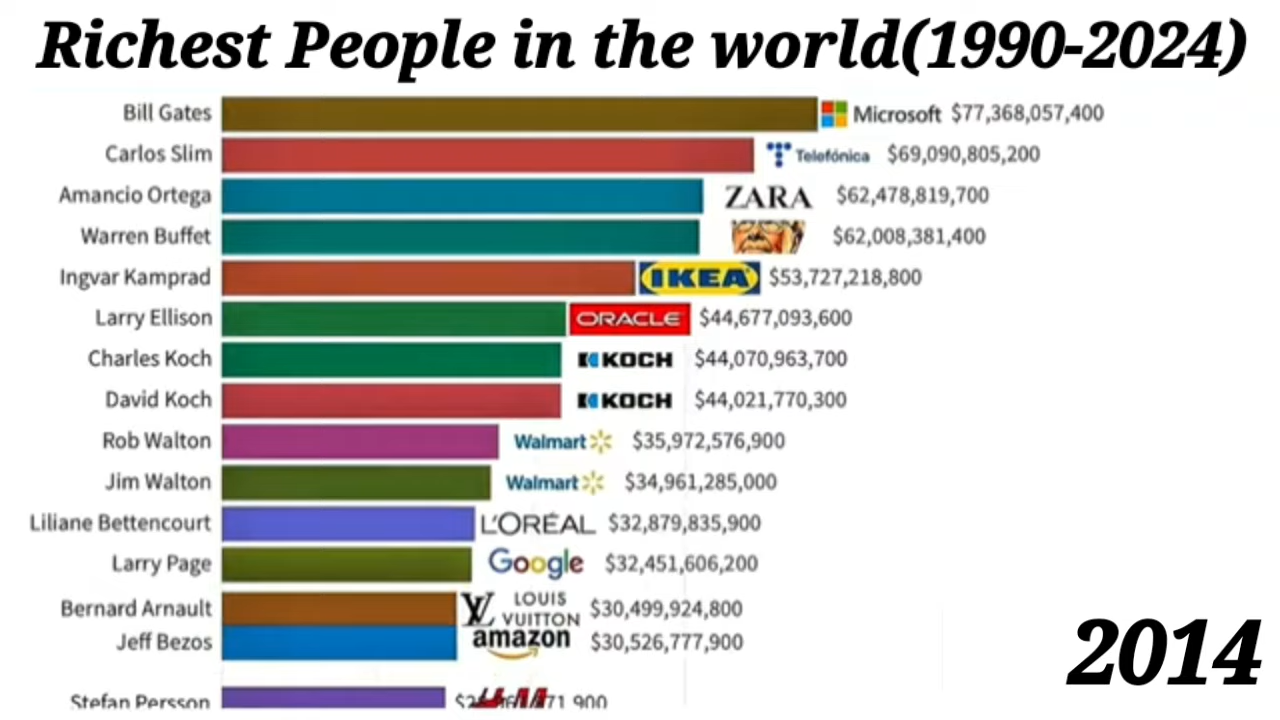 Richest People in the world(1990-2024)
Bill Gates Microsoft $77,368,057,400
Carlos Slim Telefónica $69,090,805,200
Amancio Ortega ZARA $62,478,819,700
Warren Buffet $62,008,381,400
Ingvar Kamprad IKEA $53,727,218,800
Larry Ellison ORACLE $44,677,093,600
Charles Koch KOCH $44,070,963,700
David Koch KOCH $44,021,770,300
Rob Walton Walmart $35,972,576,900
Jim Walton Walmart $34,961,285,000
Liliane Bettencourt L'ORÉAL $32,879,835,900
Larry Page Google $32,451,606,200
Bernard Arnault LOUIS VUITTON $30,499,924,800
Jeff Bezos amazon $30,526,777,900
Stefan Persson
2014